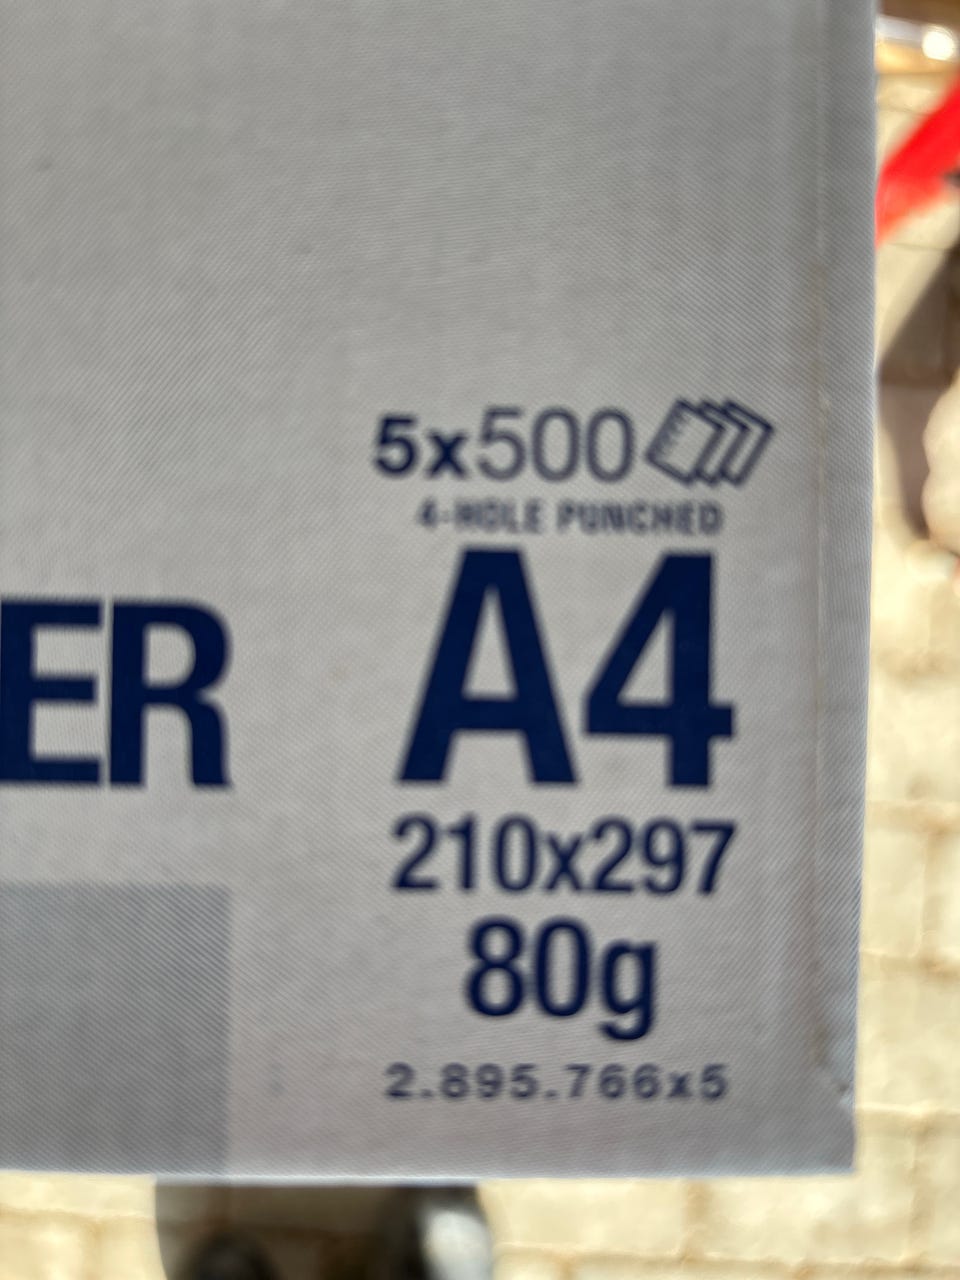 5x500
4-HOLE PUNCHED
ER
A4
210x297
80g
2.895.766x5